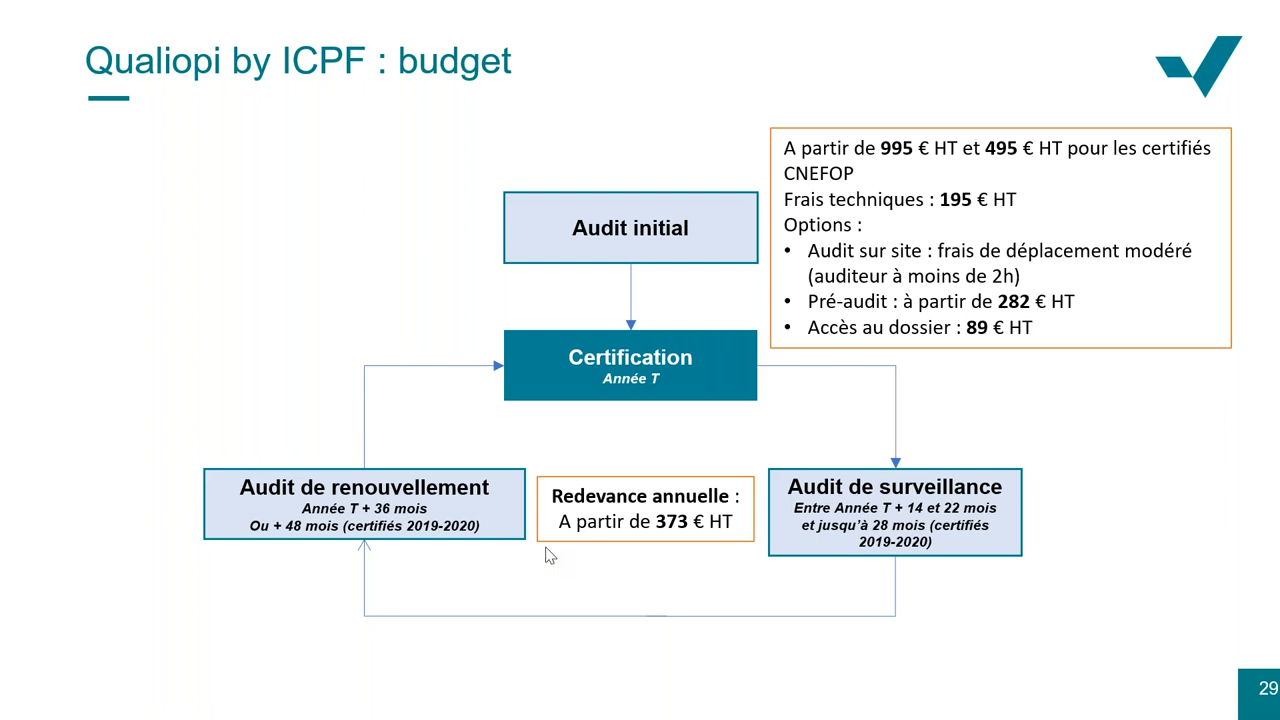 Qualiopi by ICPF : budget
A partir de 995 € HT et 495 € HT pour les certifiés
CNEFOP
Frais techniques : 195 € HT
Options :
• Audit sur site : frais de déplacement modéré
(auditeur à moins de 2h)
• Pré-audit : à partir de 282 € HT
• Accès au dossier : 89 € HT
Audit initial
Certification
Année T
Audit de renouvellement
Année T + 36 mois
Ou + 48 mois (certifiés 2019-2020)
Redevance annuelle :
A partir de 373 € HT
Audit de surveillance
Entre Année T + 14 et 22 mois
et jusqu'à 28 mois (certifiés
2019-2020)
29